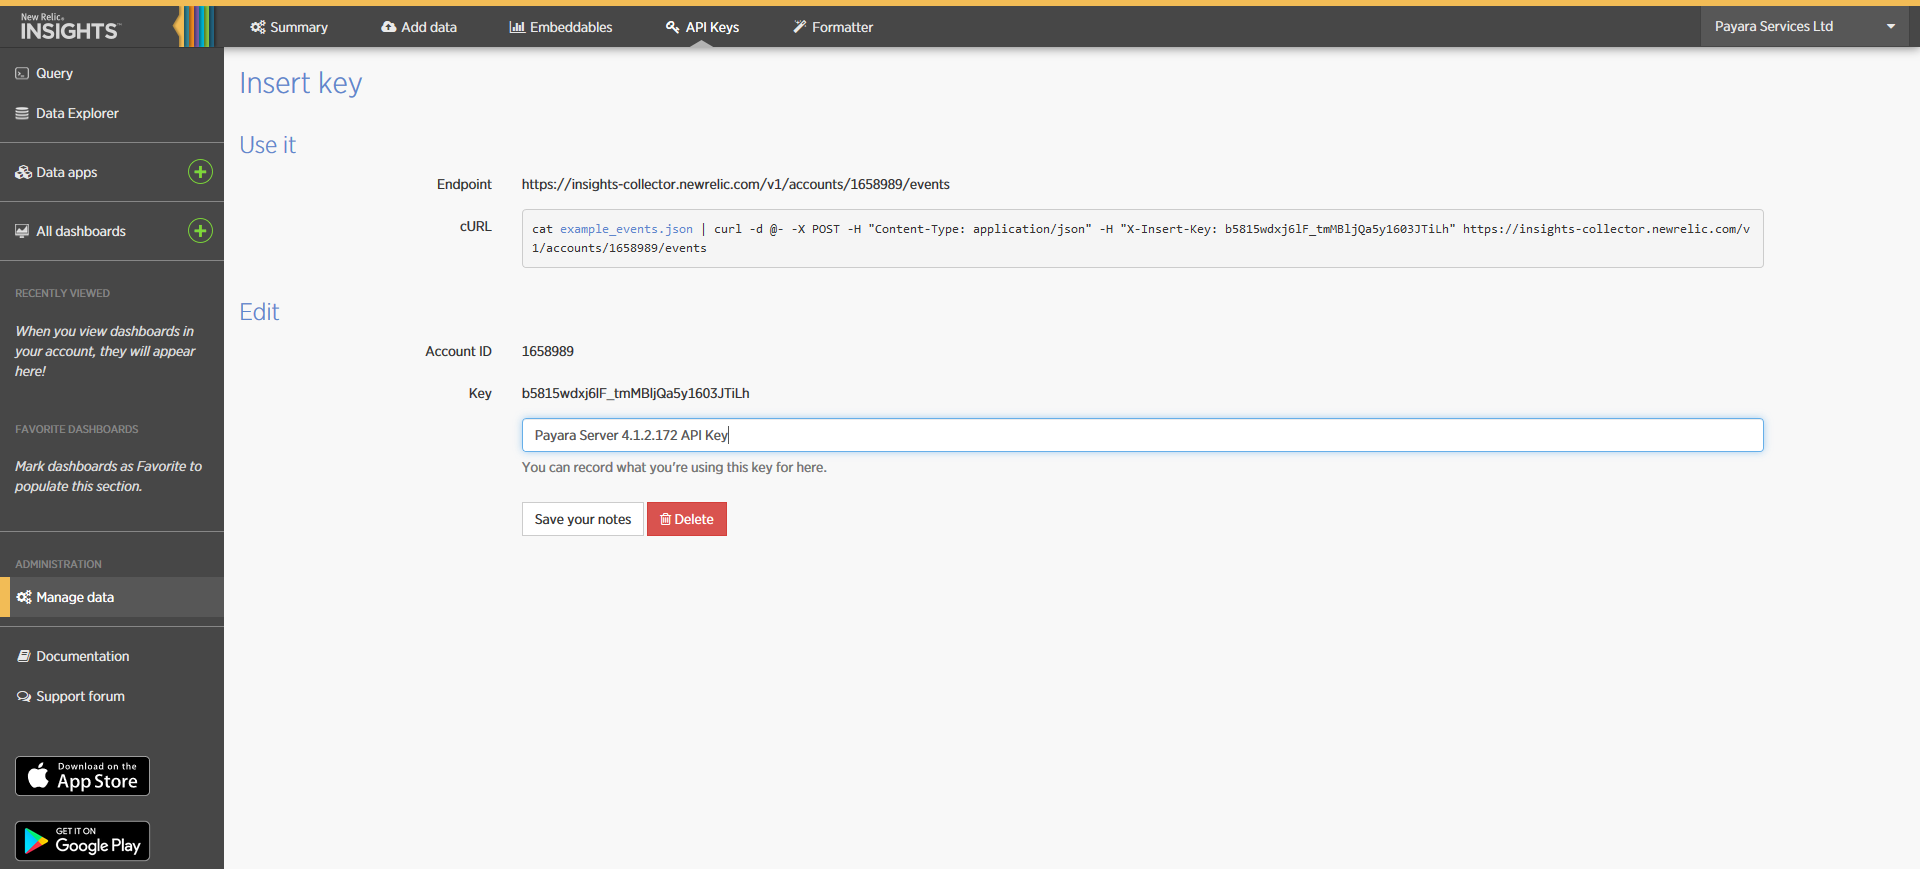 New Relic®
INSIGHTS™
Summary
Add data
Embeddables
API Keys
Formatter
Payara Services Ltd
Query
Data Explorer
Data apps
All dashboards
RECENTLY VIEWED
When you view dashboards in
your account, they will appear
here!
FAVORITE DASHBOARDS
Mark dashboards as Favorite to
populate this section.
ADMINISTRATION
Manage data
Documentation
Support forum
Download on the
App Store
GET IT ON
Google Play
Insert key
Use it
Endpoint https://insights-collector.newrelic.com/v1/accounts/1658989/events
cURL cat example_events.json | curl -d @- -X POST -H "Content-Type: application/json" -H "X-Insert-Key: b5815wdxj6lF_tmMBljQa5y1603JTiLh" https://insights-collector.newrelic.com/v
1/accounts/1658989/events
Edit
Account ID 1658989
Key b5815wdxj6lF_tmMBljQa5y1603JTiLh
Payara Server 4.1.2.172 API Key
You can record what you're using this key for here.
Save your notes
Delete